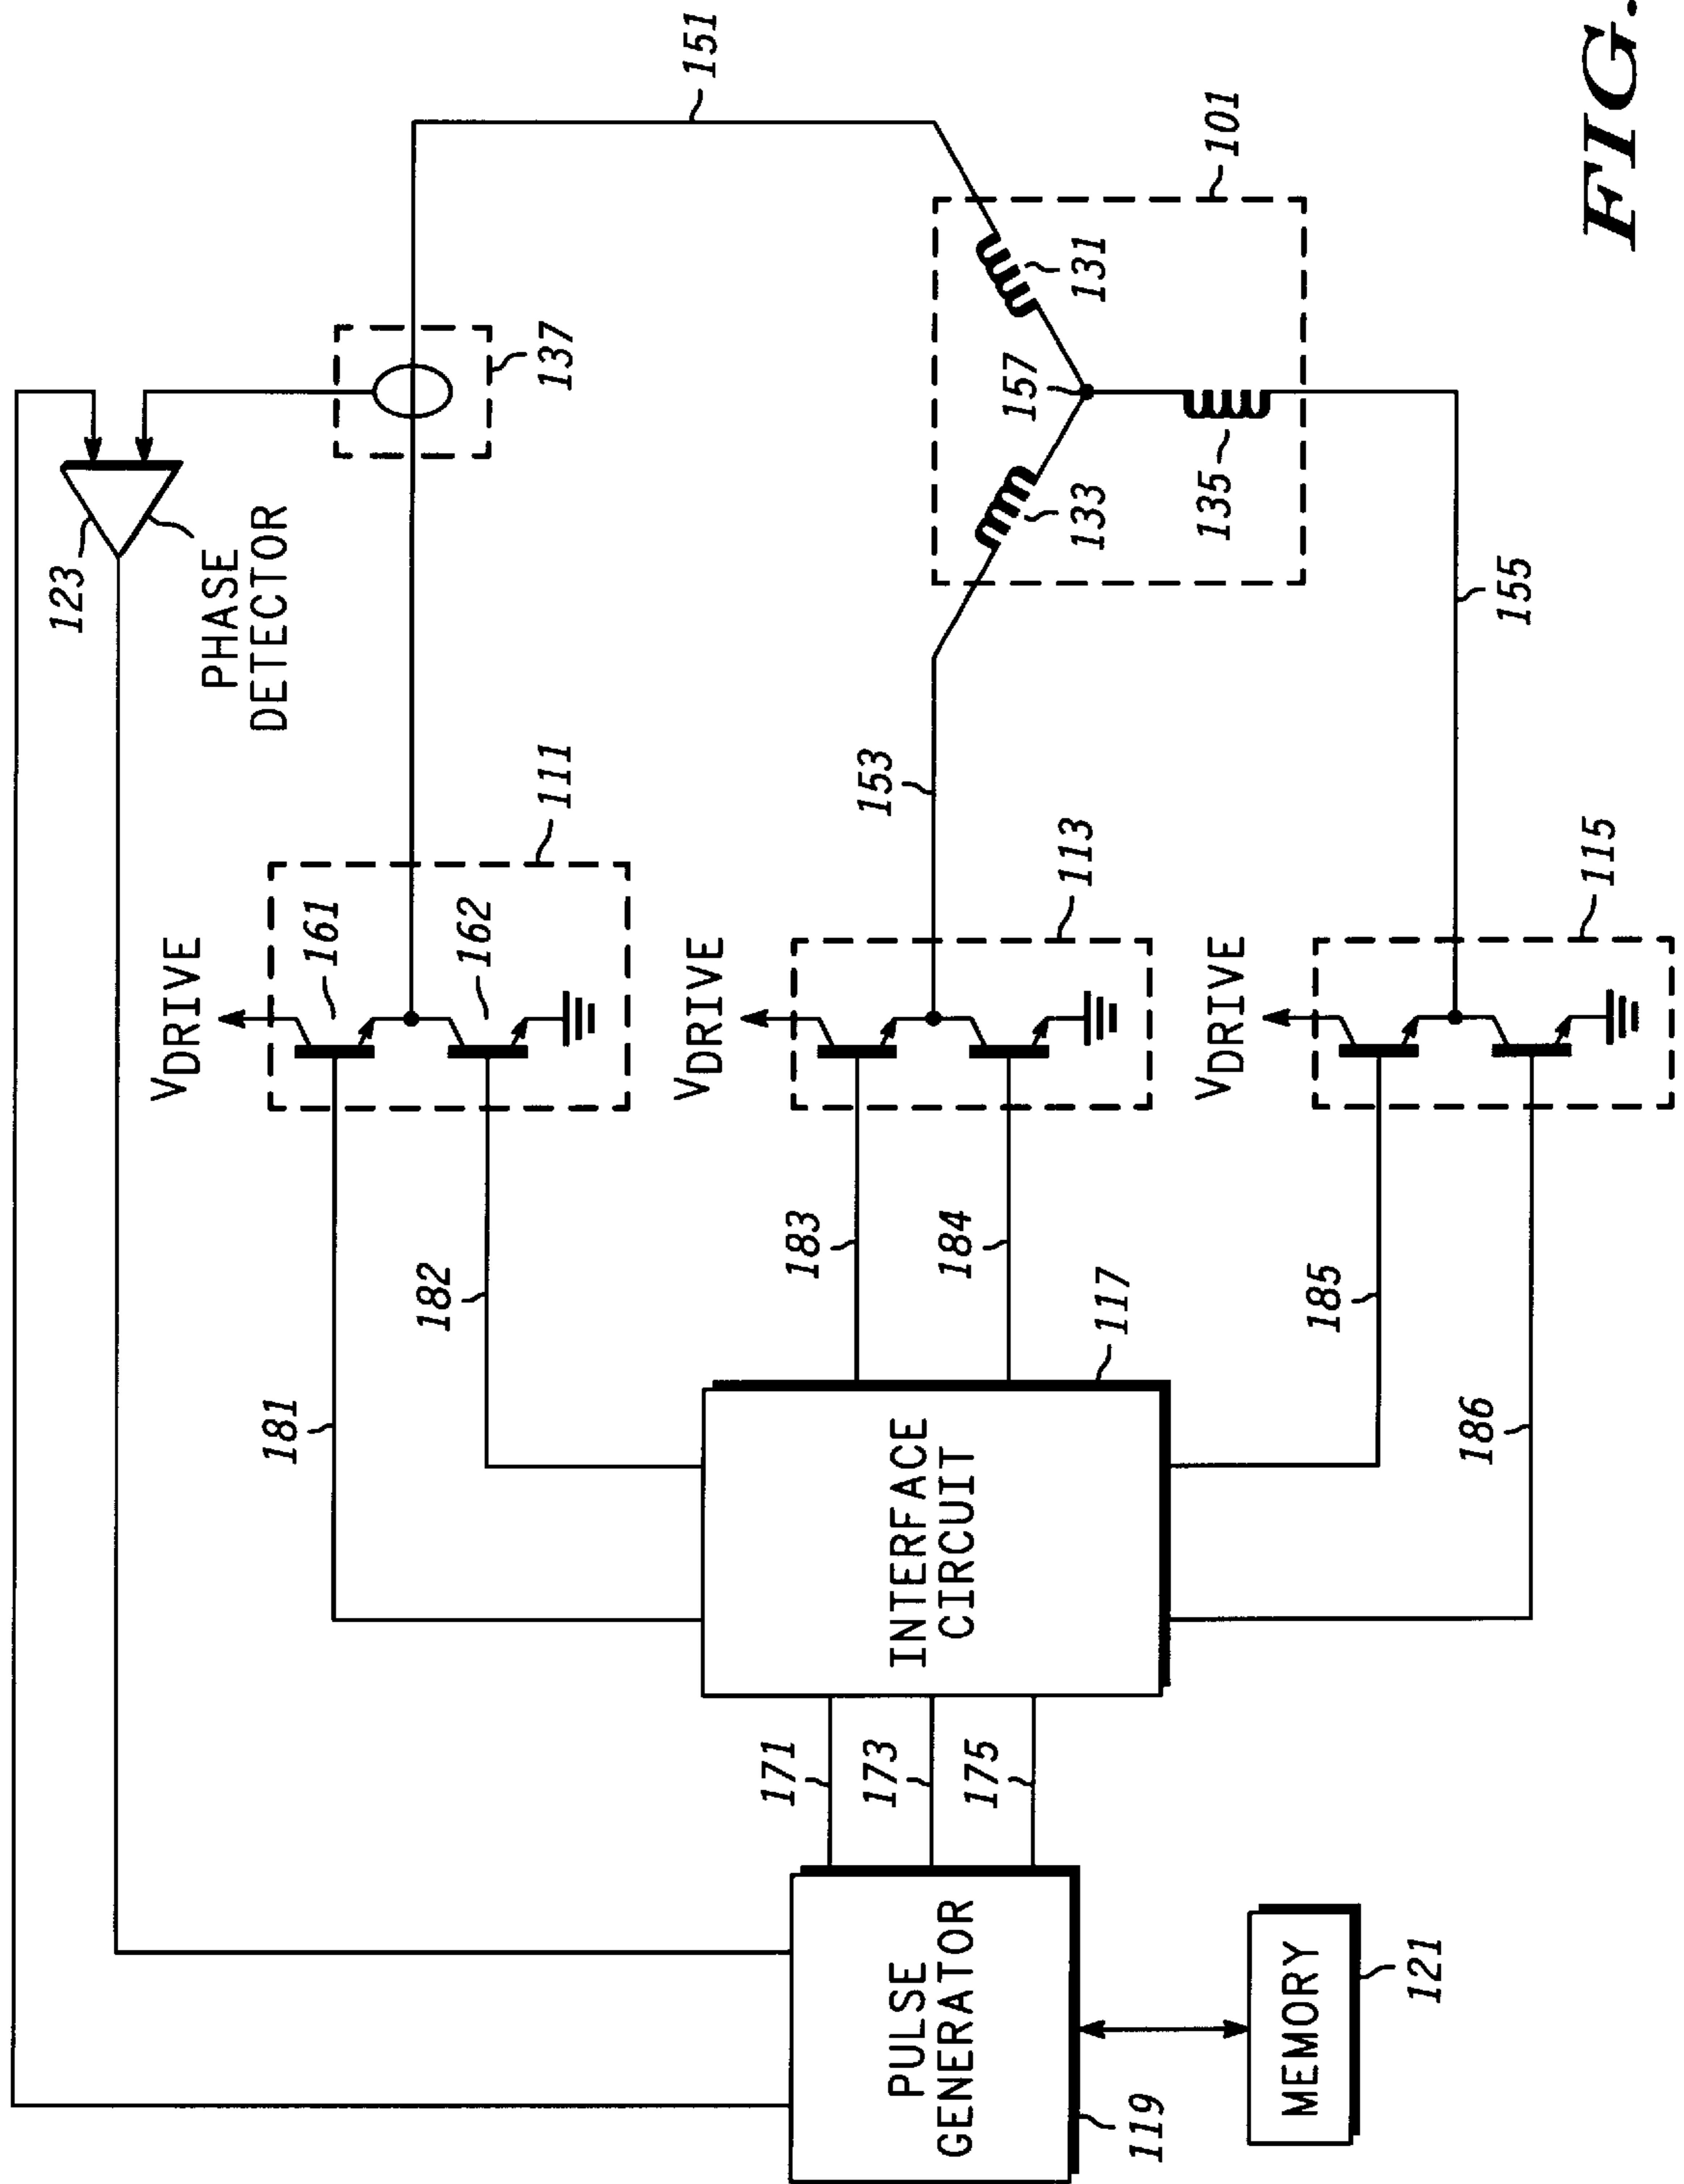 123
PHASE
DETECTOR
137
151
VDRIVE
161
162
111
181
182
VDRIVE
153
113
183
184
131
133
157
135
101
171
173
175
INTERFACE
CIRCUIT
117
PULSE
GENERATOR
119
MEMORY
121
VDRIVE
185
186
115
155
FIG.